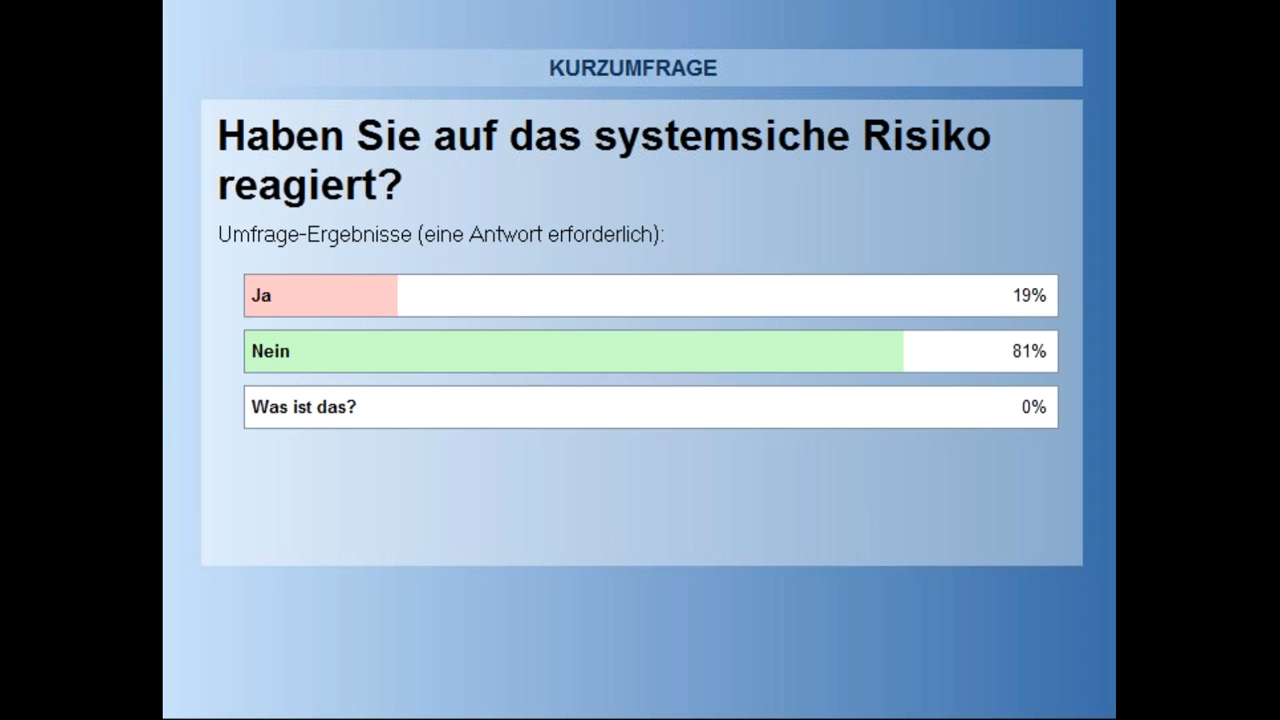 KURZUMFRAGE
Haben Sie auf das systemsiche Risiko
reagiert?
Umfrage-Ergebnisse (eine Antwort erforderlich):
Ja 19%
Nein 81%
Was ist das? 0%